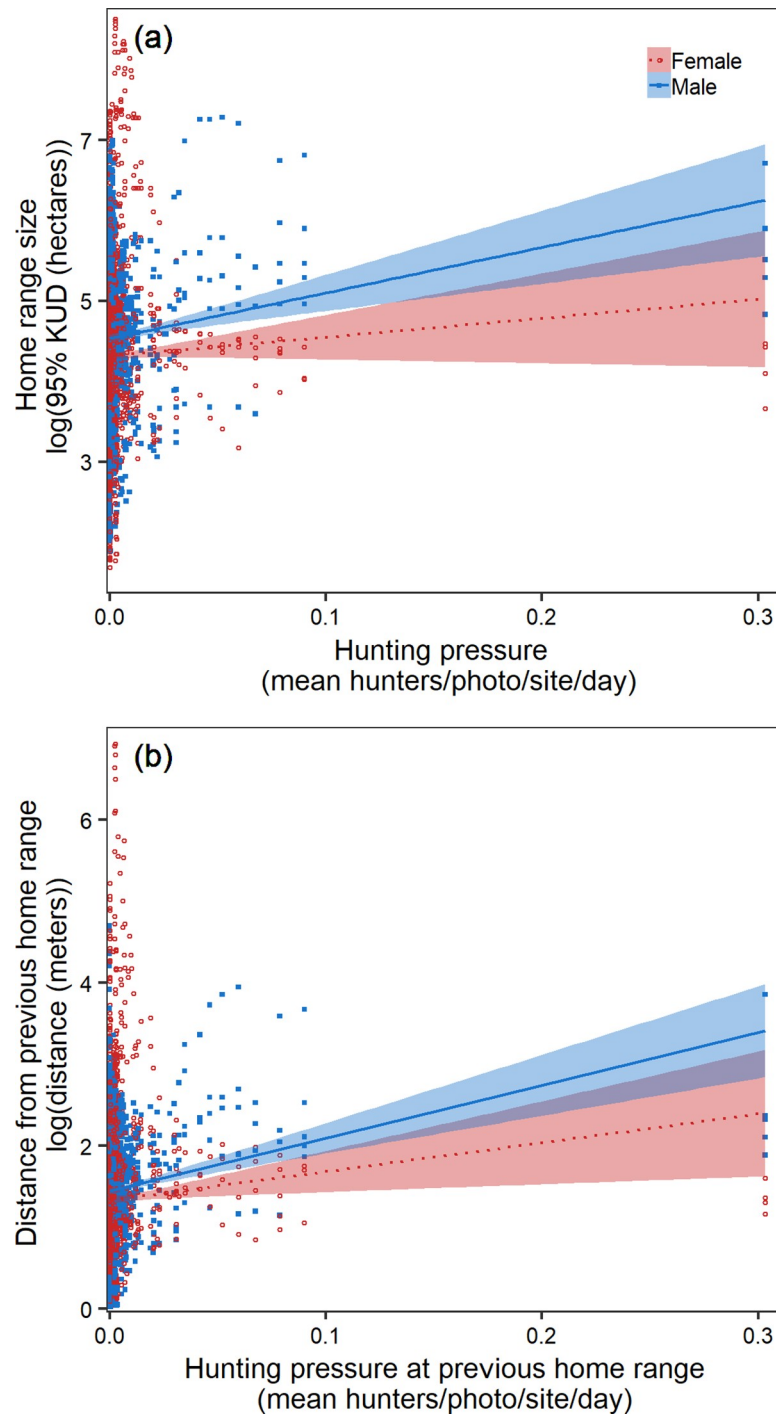 (a)
Female
Male
7
5
3
Home range size
log(95% KUD (hectares))
0.0 0.1 0.2 0.3
Hunting pressure
(mean hunters/photo/site/day)
(b)
6
4
2
0
Distance from previous home range
log(distance (meters))
0.0 0.1 0.2 0.3
Hunting pressure at previous home range
(mean hunters/photo/site/day)